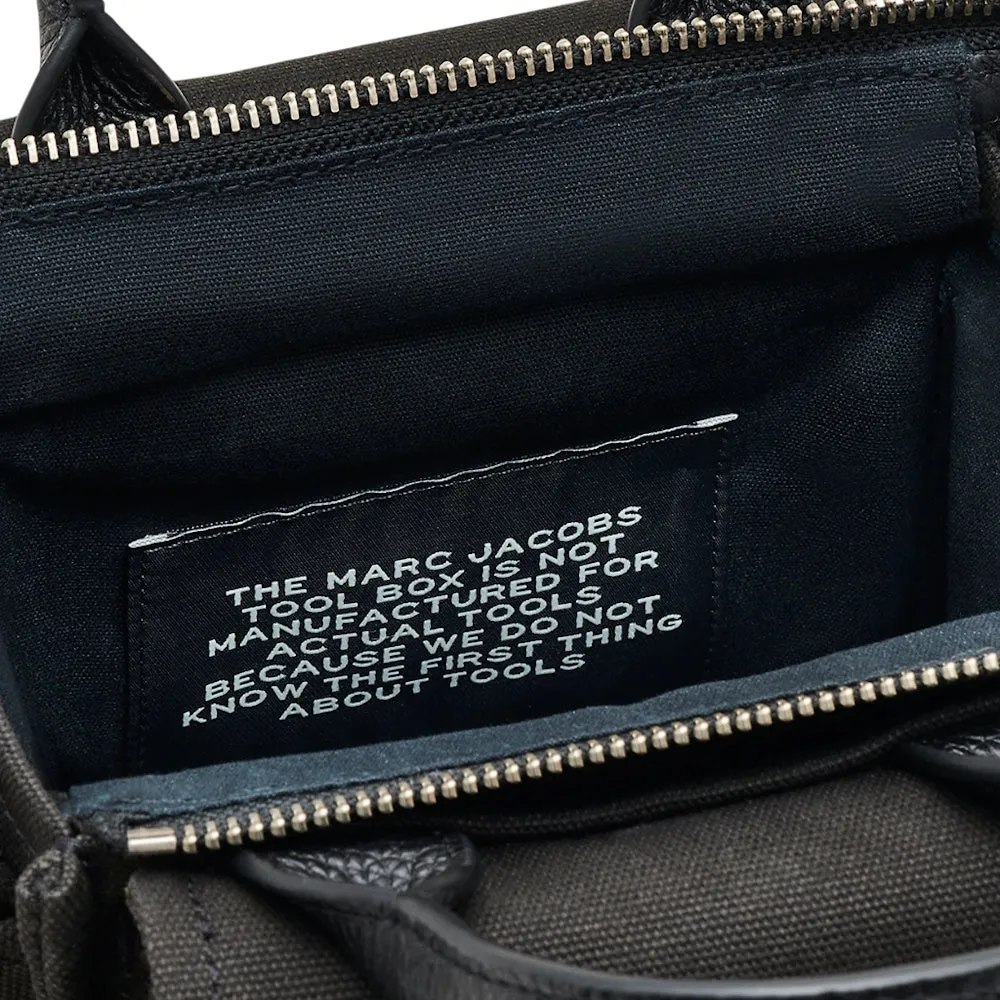 THE MARC JACOBS
TOOL BOX IS NOT
MANUFACTURED FOR
ACTUAL TOOLS
BECAUSE WE DO NOT
KNOW THE FIRST THING
ABOUT TOOLS